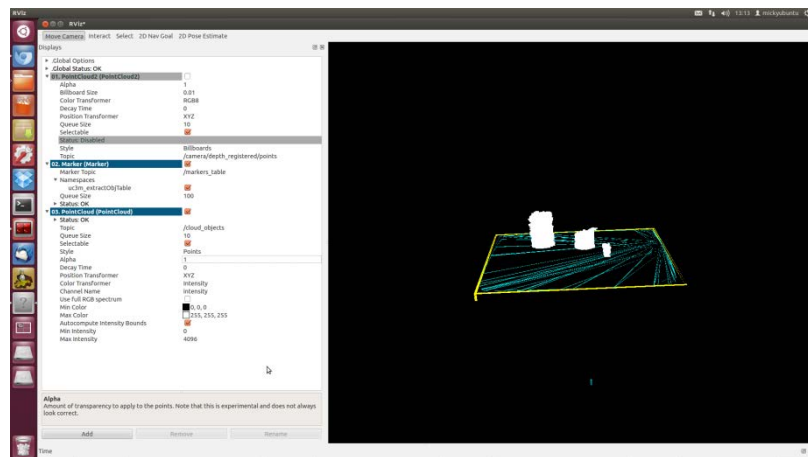 RViz
13:13 mickyubuntu
RViz*
Move Camera Interact Select 2D Nav Goal 2D Pose Estimate
Displays
.Global Options
.Global Status: OK
01. PointCloud2 (PointCloud2)
Alpha 1
Billboard Size 0.01
Color Transformer RGB8
Decay Time 0
Position Transformer XYZ
Queue Size 10
Selectable
Status: Disabled
Style Billboards
Topic /camera/depth_registered/points
02. Marker (Marker)
Marker Topic /markers_table
Namespaces
uc3m_extractObjTable
Queue Size 100
Status: OK
03. PointCloud (PointCloud)
Status: OK
Topic /cloud_objects
Queue Size 10
Selectable
Style Points
Alpha 1
Decay Time 0
Position Transformer XYZ
Color Transformer Intensity
Channel Name Intensity
Use full RGB spectrum
Min Color 0, 0, 0
Max Color 255, 255, 255
Autocompute Intensity Bounds
Min Intensity 0
Max Intensity 4096
Alpha
Amount of transparency to apply to the points. Note that this is experimental and does not always
look correct.
Add Remove Rename
Time